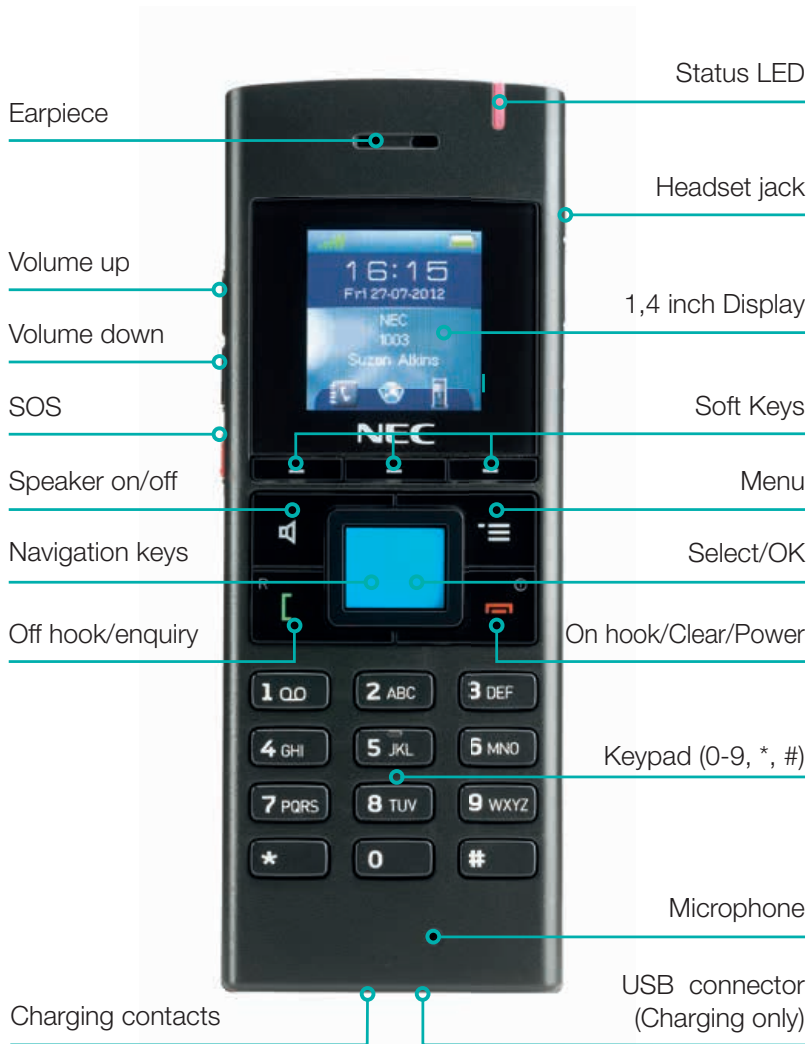 Status LED
Earpiece
Headset jack
Volume up
16:15
Fri 27-07-2012
1,4 inch Display
NEC
Volume down
1003
Suzan Alkins
SOS
Soft Keys
NEC
Speaker on/off
Menu
Navigation keys
Select/OK
R
Off hook/enquiry
On hook/Clear/Power
1
2 ABC
3 DEF
4 GHI
5 JKL
6 MNO
Keypad (0-9, *, #)
7 PQRS
8 TUV
9 WXYZ
*
0
#
Microphone
USB connector
Charging contacts
(Charging only)